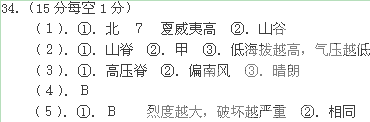 34.(15分每空1分)
(1).①.北 7 夏威夷高 ②.山谷
(2).①.山脊 ②.甲 ③.低海拔越高，气压越低
(3).①.高压脊 ②.偏南风 ③.晴朗
(4).B
(5).①.B 烈度越大，破坏越严重 ②.相同